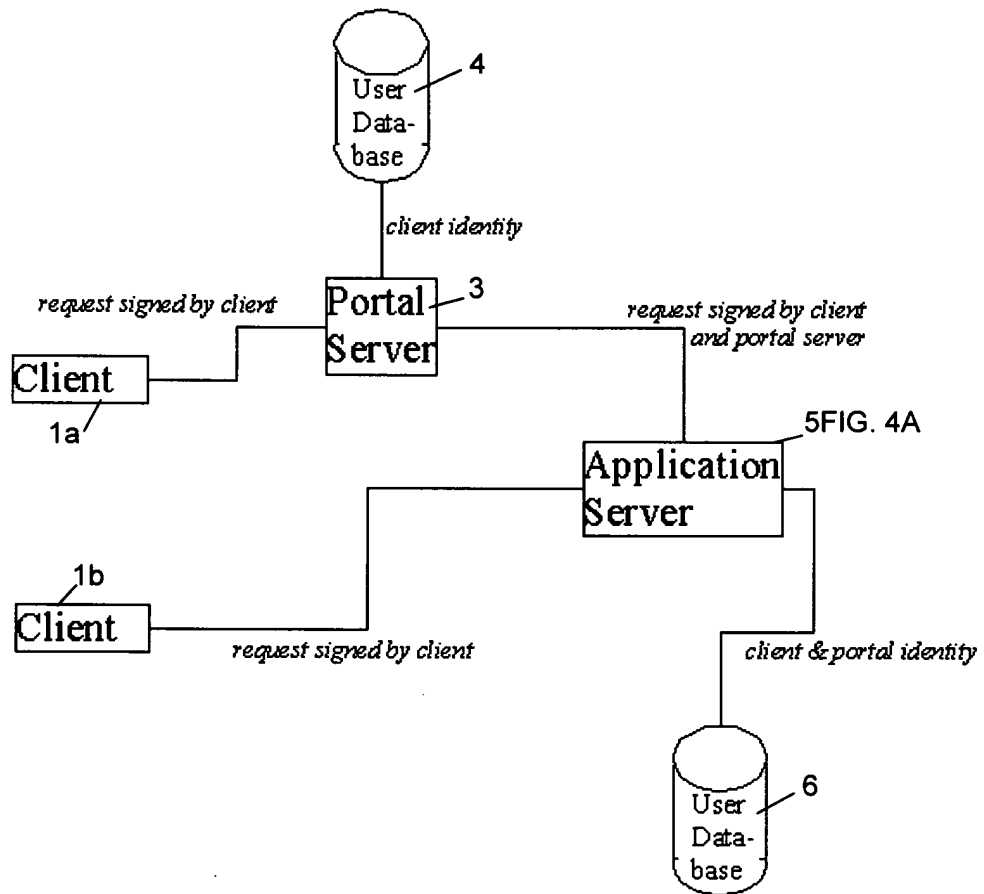 4
User
Data-
base
client identity
request signed by client
Portal
Server
3
request signed by client
and portal server
Client
1a
5FIG. 4A
Application
Server
1b
Client
request signed by client
client & portal identity
6
User
Data-
base